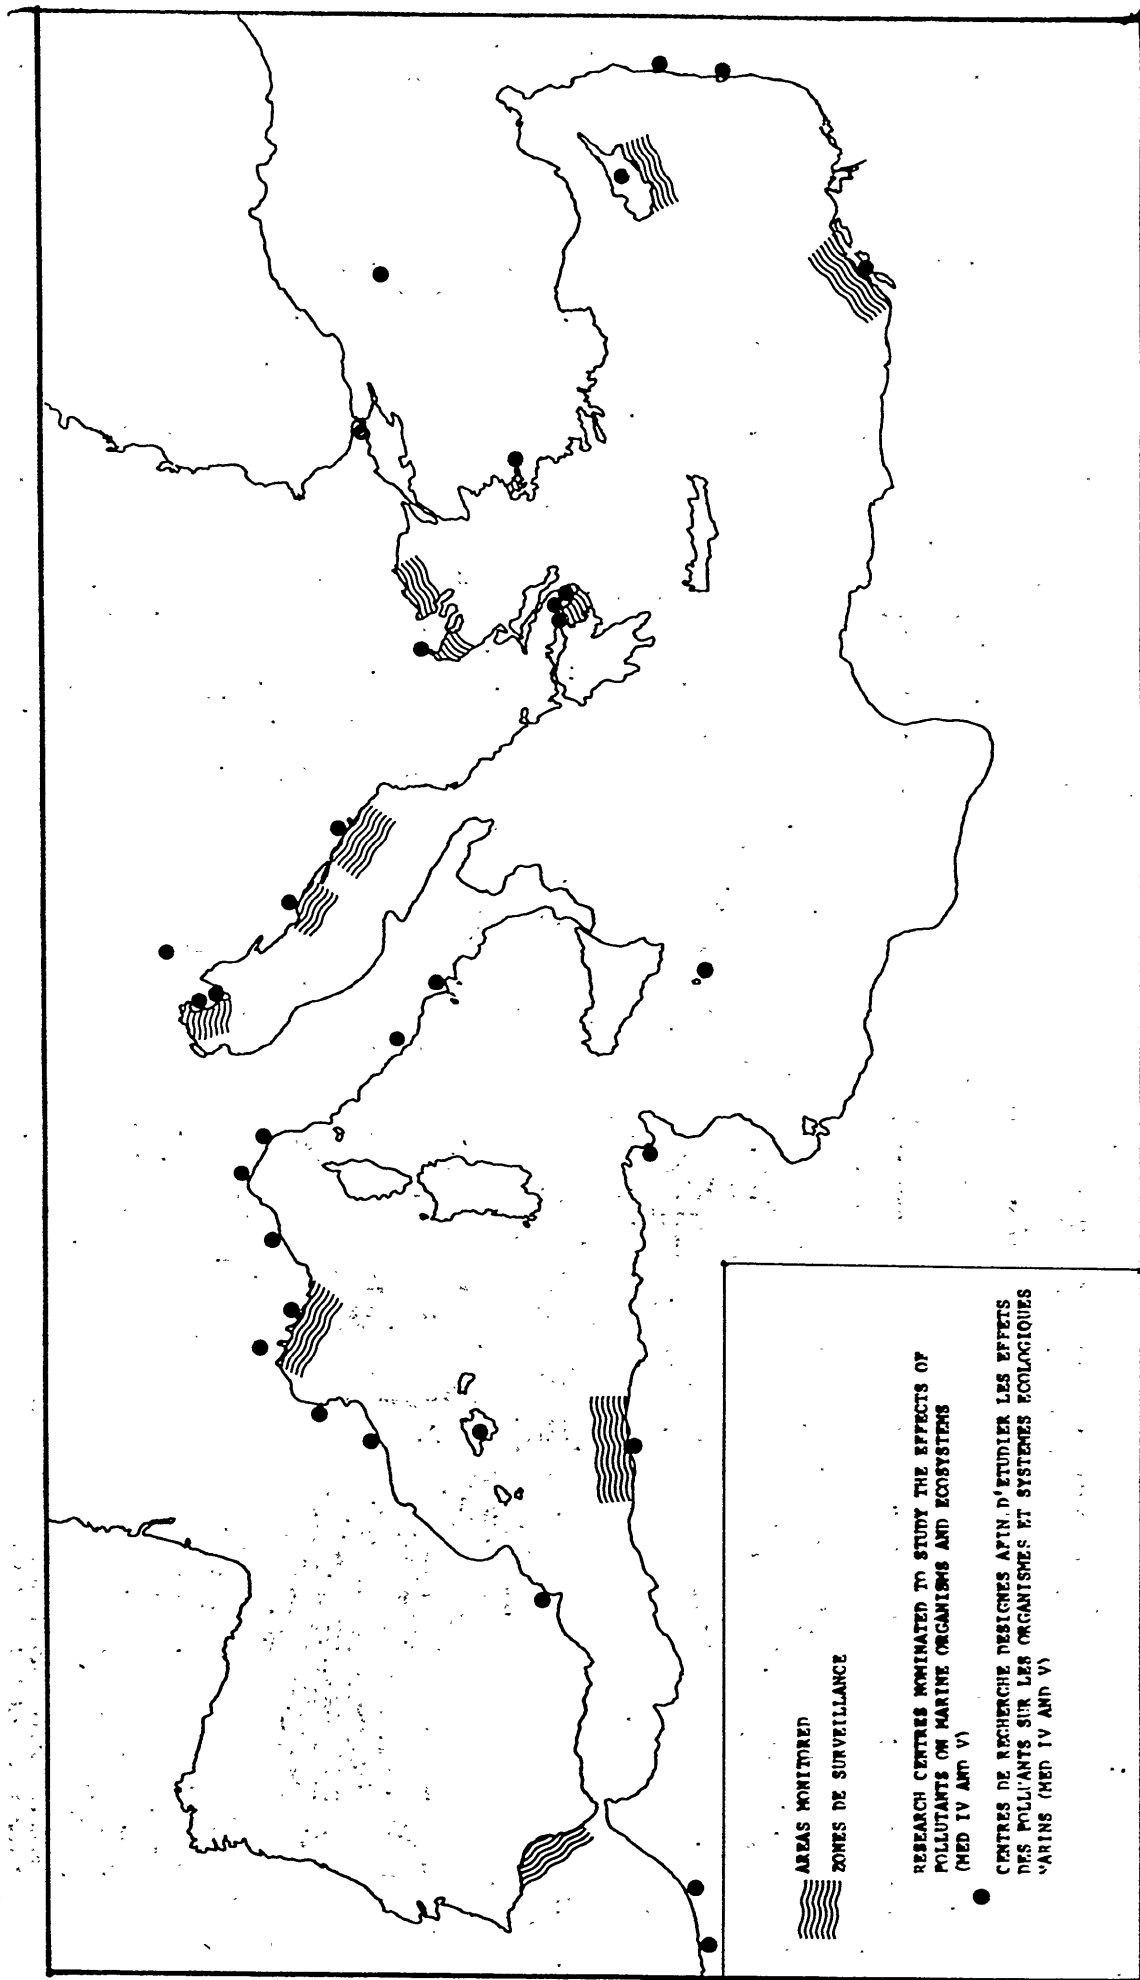 AREAS MONITORED
ZONES DE SURVEILLANCE
RESEARCH CENTRES NOMINATED TO STUDY THE EFFECTS OF
POLLUTANTS ON MARINE ORGANISMS AND ECOSYSTEMS
(MED IV AND V)
CENTRES DE RECHERCHE DESIGNES AFIN D'ETUDIER LES EFFETS
DES POLLUANTS SUR LES ORGANISMES ET SYSTEMES ECOLOGIQUES
MARINS (MED IV AND V)